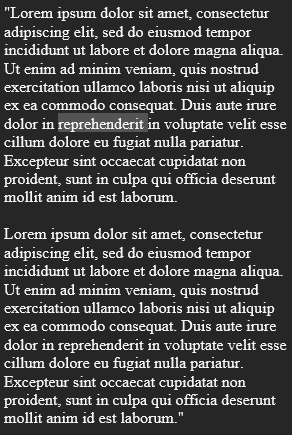 "Lorem ipsum dolor sit amet, consectetur
adipiscing elit, sed do eiusmod tempor
incididunt ut labore et dolore magna aliqua.
Ut enim ad minim veniam, quis nostrud
exercitation ullamco laboris nisi ut aliquip
ex ea commodo consequat. Duis aute irure
dolor in reprehenderit in voluptate velit esse
cillum dolore eu fugiat nulla pariatur.
Excepteur sint occaecat cupidatat non
proident, sunt in culpa qui officia deserunt
mollit anim id est laborum.

Lorem ipsum dolor sit amet, consectetur
adipiscing elit, sed do eiusmod tempor
incididunt ut labore et dolore magna aliqua.
Ut enim ad minim veniam, quis nostrud
exercitation ullamco laboris nisi ut aliquip
ex ea commodo consequat. Duis aute irure
dolor in reprehenderit in voluptate velit esse
cillum dolore eu fugiat nulla pariatur.
Excepteur sint occaecat cupidatat non
proident, sunt in culpa qui officia deserunt
mollit anim id est laborum."